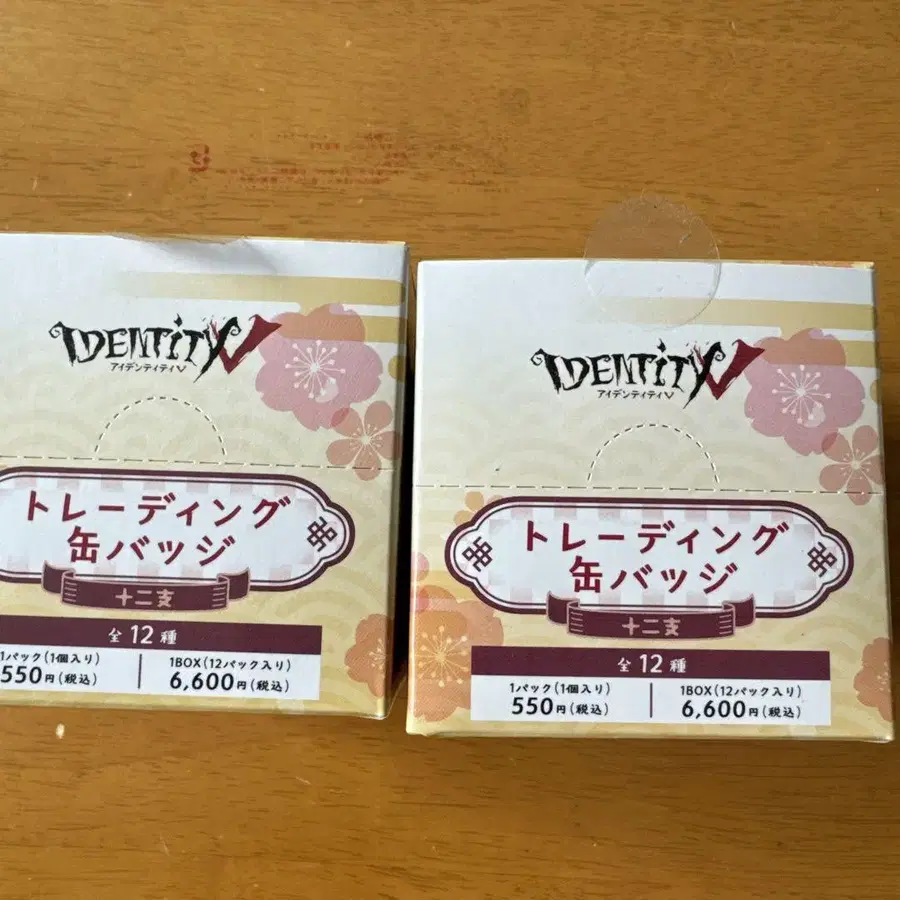 IDENTITY V
アイデンティティV
トレーディング
缶バッジ
十二支
全12種
1パック(1個入り)
550円(税込)
1BOX(12パック入り)
6,600円(税込)
IDENTITY V
アイデンティティV
トレーディング
缶バッジ
十二支
全12種
1パック(1個入り)
550円(税込)
1BOX(12パック入り)
6,600円(税込)